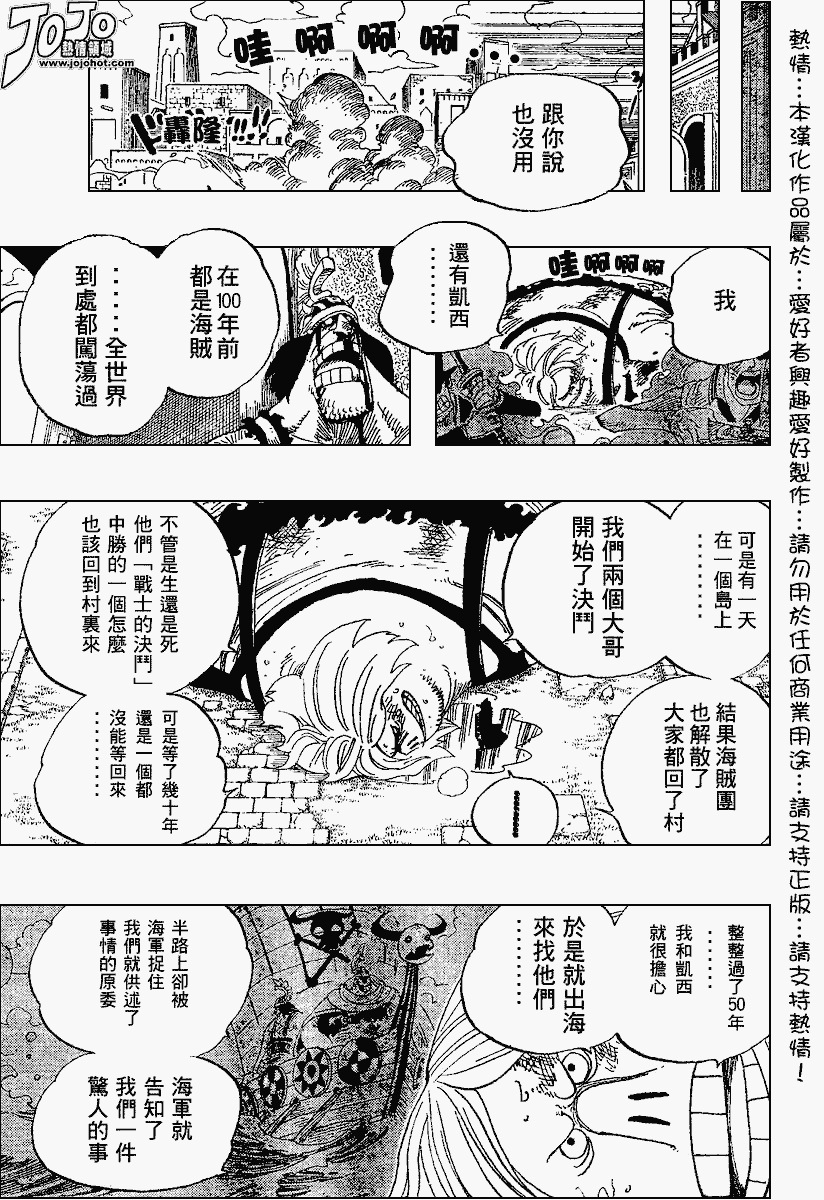 JOJO
熱情領域
www.jojohot.com
哇啊啊啊
ド轟隆!!!
跟你說
也沒用
哇啊啊啊
我
還有凱西
………
在100年前
都是海賊
……全世界
到處都闖蕩過
可是有一天
在一個島上
………
我們兩個大哥
開始了決鬥
結果海賊團
也解散了
大家都回了村
………
不管是生還是死
他們「戰士的決鬥」
中勝的一個怎麼
也該回到村裏來
可是等了幾十年
還是一個都
沒能等回來
………
整整過了50年
……
我和凱西
就很擔心
於是就出海
來找他們
………
半路上卻被
海軍捉住
我們就供述了
事情的原委
海軍就
告知了
我們一件
驚人的事
熱情…本漢化作品屬於…愛好者興趣愛好製作…請勿用於任何商業用途…請支持正版…請支持熱情！